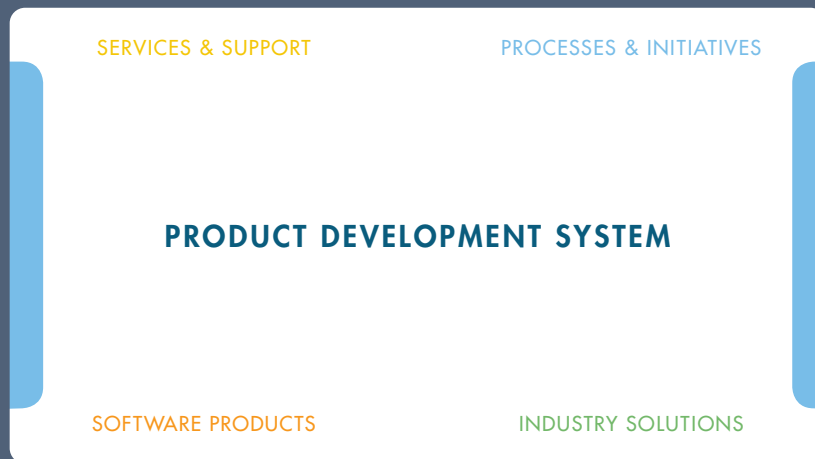 SERVICES & SUPPORT
PROCESSES & INITIATIVES
PRODUCT DEVELOPMENT SYSTEM
SOFTWARE PRODUCTS
INDUSTRY SOLUTIONS